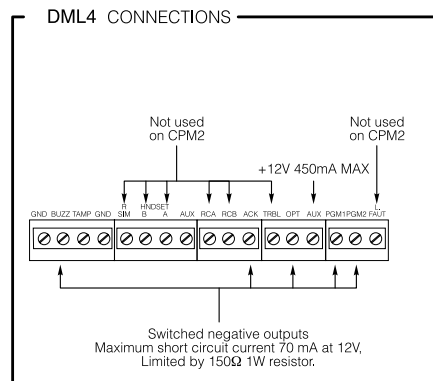 DML4 CONNECTIONS
Not used
on CPM2
Not used
on CPM2
+12V 450mA MAX
R HNDSET L.
GND BUZZ TAMP GND SIM B A AUX RCA RCB ACK TRBL OPT AUX PGM1 PGM2 FAUT
Switched negative outputs
Maximum short circuit current 70 mA at 12V,
Limited by 150Ω 1W resistor.